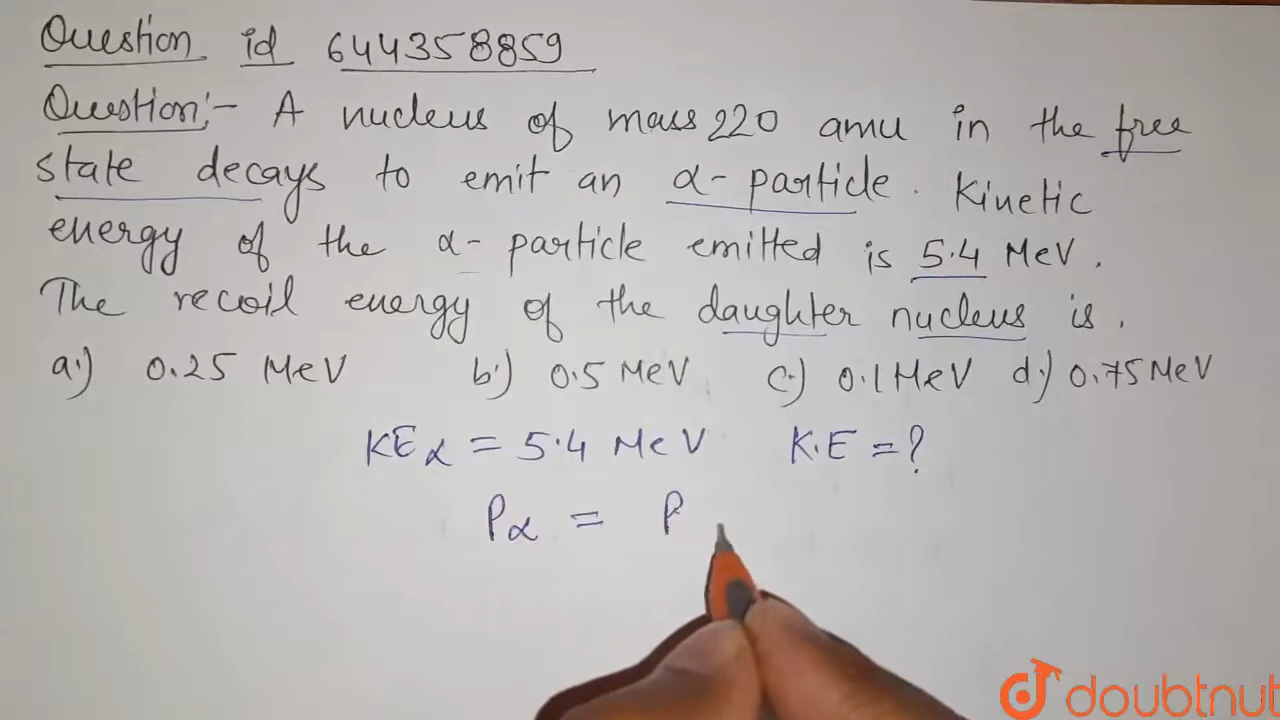 Question id 644358859
Question:- A nucleus of mass 220 amu in the free
state decays to emit an α-particle. Kinetic
energy of the α-particle emitted is 5.4 MeV.
The recoil energy of the daughter nucleus is.
a.) 0.25 MeV b.) 0.5 MeV c.) 0.1 MeV d.) 0.75 MeV
KEα = 5.4 MeV K.E = ?
Pα = P
doubtnut